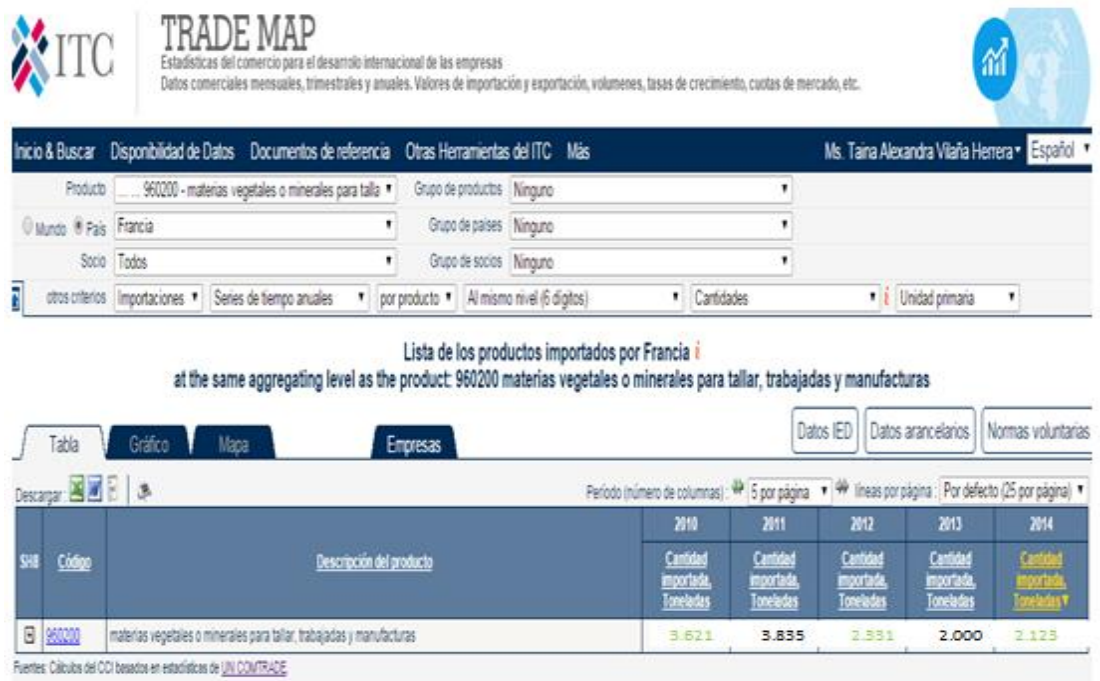 ITC
TRADE MAP
Estadísticas del comercio para el desarrollo internacional de las empresas
Datos comerciales mensuales, trimestrales y anuales. Valores de importación y exportación, volumenes, tasas de crecimiento, cuotas de mercado, etc.
Inicio & Buscar Disponibilidad de Datos Documentos de referencia Otras Herramientas del ITC Más Ms. Taina Alexandra Vilaña Herrera Español
Producto ... ... 960200 - materias vegetales o minerales para talla Grupo de productos Ninguno
Mundo País Francia Grupo de países Ninguno
Socio Todos Grupo de socios Ninguno
otros criterios Importaciones Series de tiempo anuales por producto Al mismo nivel (6 dígitos) Cantidades i Unidad primaria
Lista de los productos importados por Francia i
at the same aggregating level as the product: 960200 materias vegetales o minerales para tallar, trabajadas y manufacturas
Datos IED Datos arancelarios Normas voluntarias
Tabla Gráfico Mapa Empresas
Descargar: Período (número de columnas) : 5 por página líneas por página : Por defecto (25 por página)
2010 2011 2012 2013 2014
SH8 Código Descripción del producto Cantidad importada, Toneladas Cantidad importada, Toneladas Cantidad importada, Toneladas Cantidad importada, Toneladas Cantidad importada, Toneladas
960200 materias vegetales o minerales para tallar, trabajadas y manufacturas 3.621 3.835 2.331 2.000 2.123
Fuentes: Cálculos del CCI basados en estadísticas de UN COMTRADE.